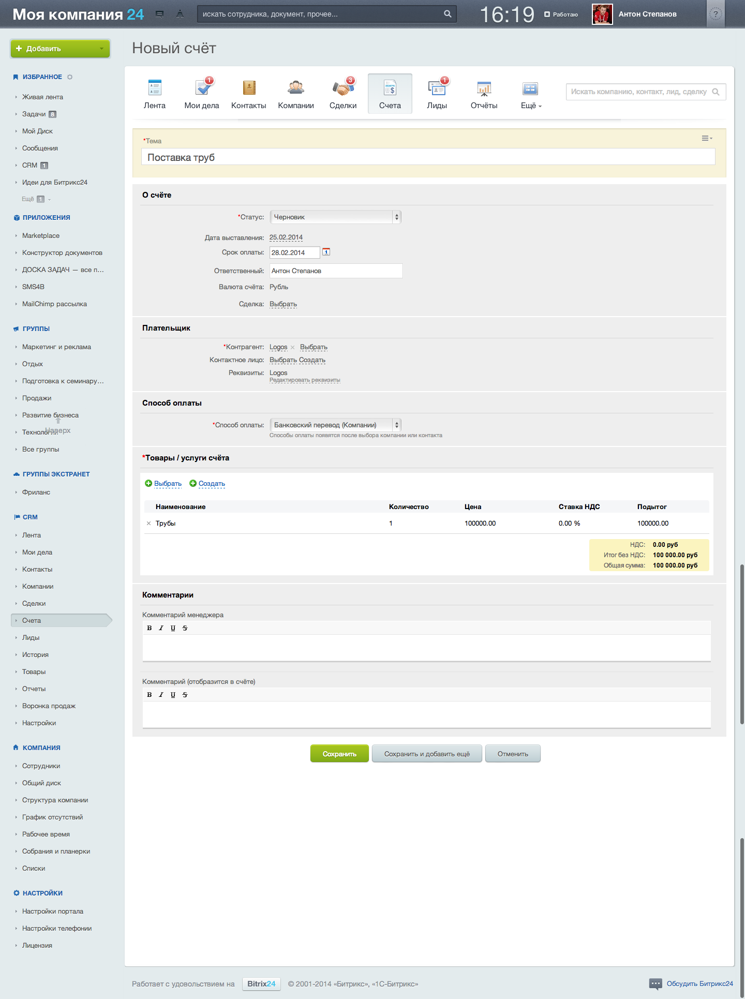 Моя компания 24
искать сотрудника, документ, прочее...
16:19
Работаю
Антон Степанов
?
Добавить
ИЗБРАННОЕ
Живая лента
Задачи 8
Мой Диск
Сообщения
CRM 1
Идеи для Битрикс24
Ещё 1
ПРИЛОЖЕНИЯ
Marketplace
Конструктор документов
ДОСКА ЗАДАЧ — все п...
SMS4B
MailChimp рассылка
ГРУППЫ
Маркетинг и реклама
Отдых
Подготовка к семинару...
Продажи
Развитие бизнеса
Технологии
Наверх
Все группы
ГРУППЫ ЭКСТРАНЕТ
Фриланс
CRM
Лента
Мои дела
Контакты
Компании
Сделки
Счета
Лиды
История
Товары
Отчеты
Воронка продаж
Настройки
КОМПАНИЯ
Сотрудники
Общий диск
Структура компании
График отсутствий
Рабочее время
Собрания и планерки
Списки
НАСТРОЙКИ
Настройки портала
Настройки телефонии
Лицензия
Новый счёт
1 3 1
Лента Мои дела Контакты Компании Сделки Счета Лиды Отчёты Ещё
Искать компанию, контакт, лид, сделку
*Тема
Поставка труб
О счёте
*Статус: Черновик
Дата выставления: 25.02.2014
Срок оплаты: 28.02.2014
Ответственный: Антон Степанов
Валюта счёта: Рубль
Сделка: Выбрать
Плательщик
*Контрагент: Logos × Выбрать
Контактное лицо: Выбрать Создать
Реквизиты: Logos
Редактировать реквизиты
Способ оплаты
*Способ оплаты: Банковский перевод (Компании)
Способы оплаты появятся после выбора компании или контакта
*Товары / услуги счёта
Выбрать Создать
Наименование Количество Цена Ставка НДС Подытог
× Трубы 1 100000.00 0.00 % 100000.00
НДС: 0.00 руб
Итог без НДС: 100 000.00 руб
Общая сумма: 100 000.00 руб
Комментарии
Комментарий менеджера
B I U S
Комментарий (отобразится в счёте)
B I U S
Сохранить Сохранить и добавить ещё Отменить
Работает с удовольствием на Bitrix24 © 2001-2014 «Битрикс», «1С-Битрикс»
Обсудить Битрикс24